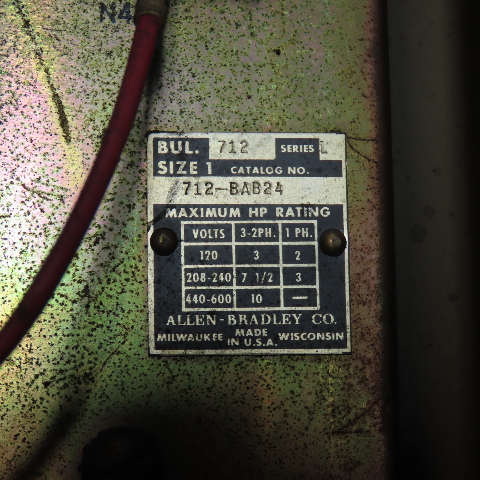 N4
BUL. 712 SERIES L
SIZE 1 CATALOG NO.
712-BAB24
MAXIMUM HP RATING
VOLTS 3-2PH. 1 PH.
120 3 2
208-240 7 1/2 3
440-600 10 —
ALLEN-BRADLEY CO.
MILWAUKEE MADE IN U.S.A. WISCONSIN